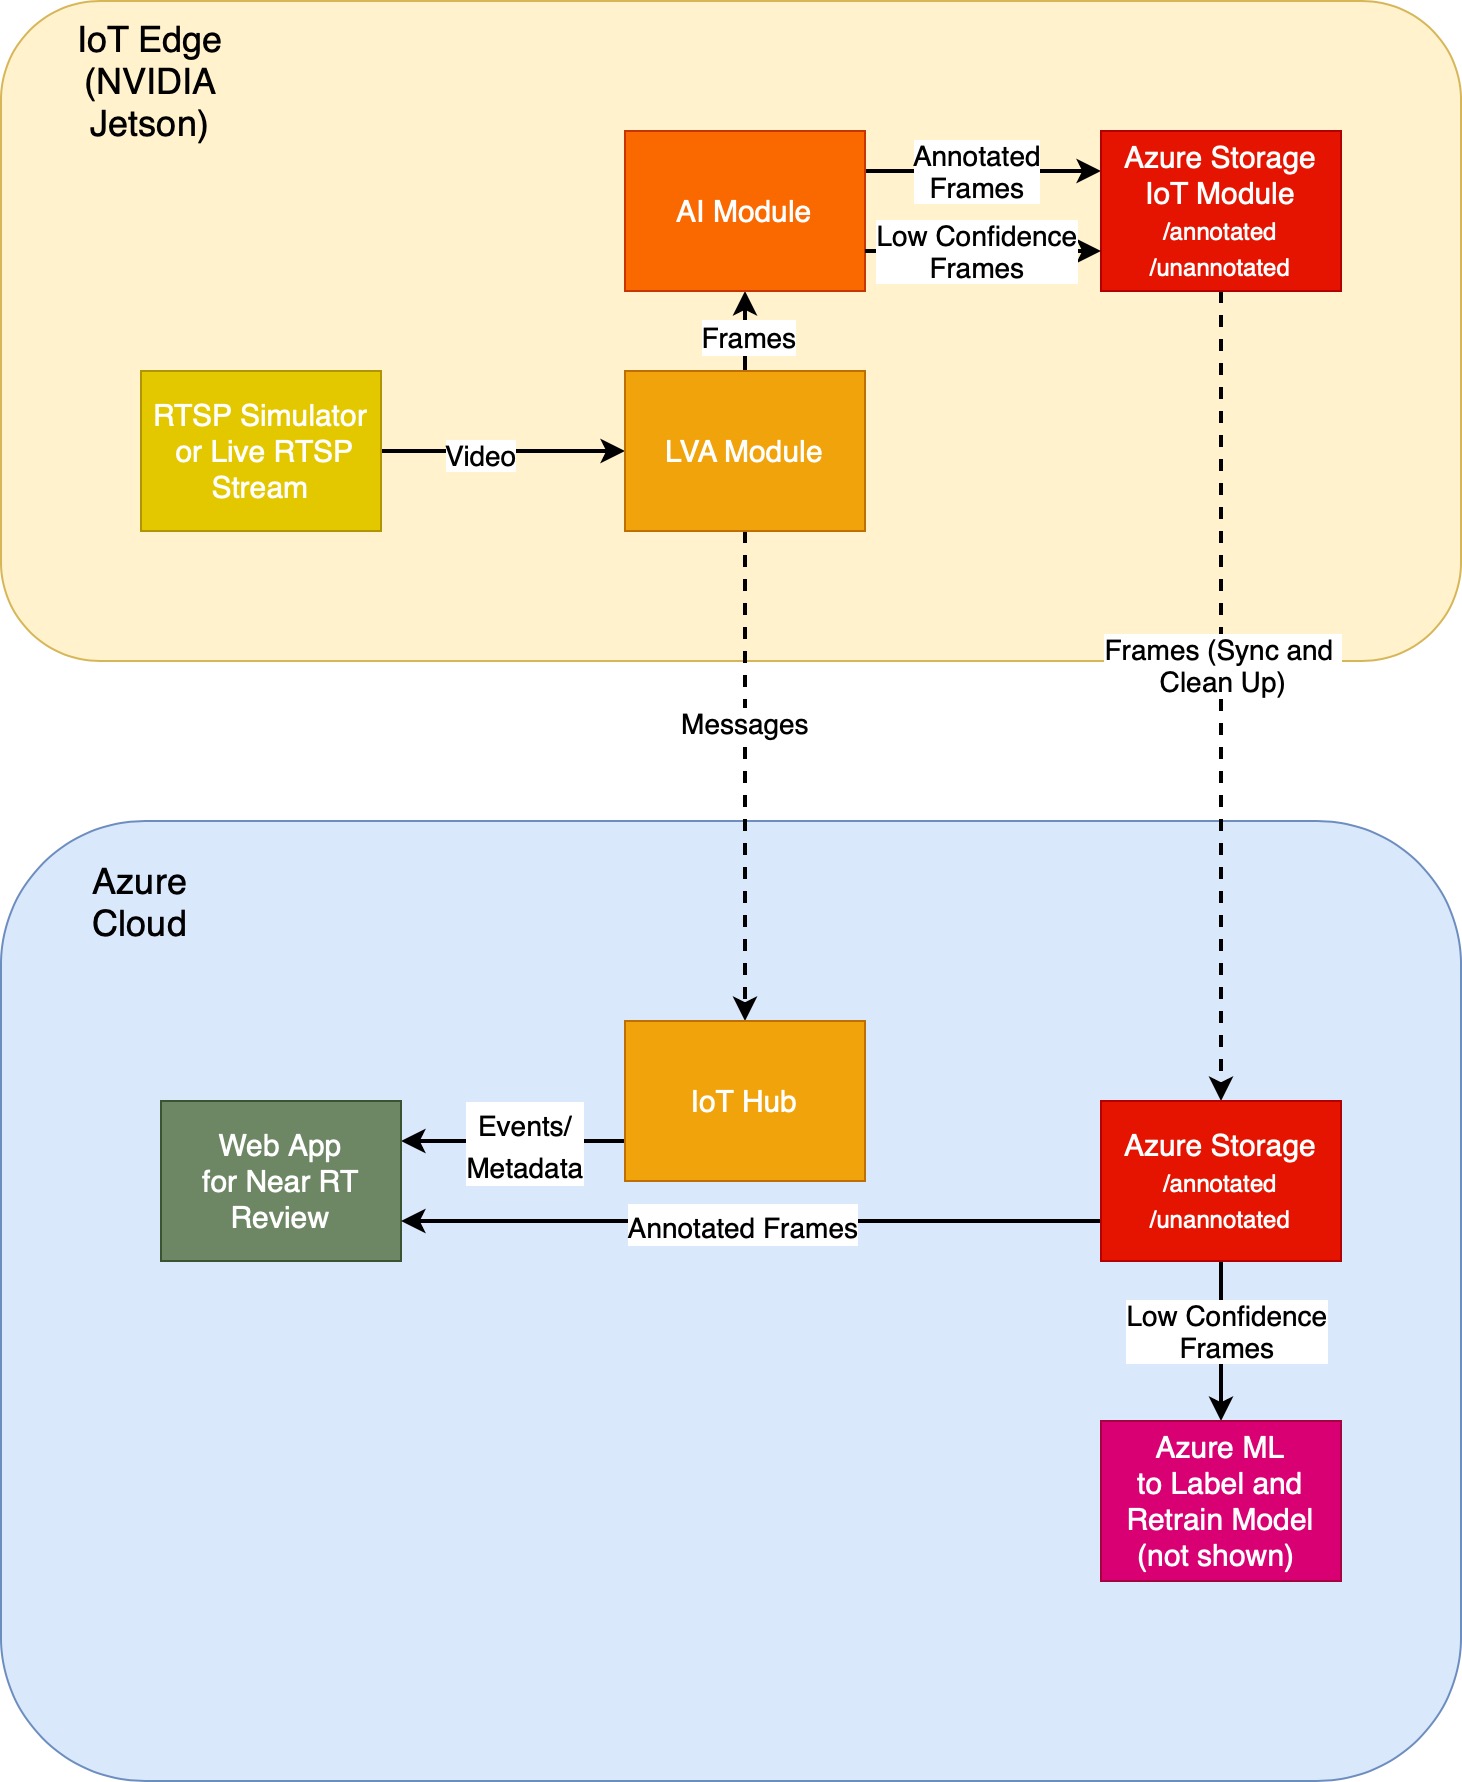 IoT Edge
(NVIDIA
Jetson)
AI Module
Annotated
Frames
Low Confidence
Frames
Azure Storage
IoT Module
/annotated
/unannotated
Frames
RTSP Simulator
or Live RTSP
Stream
Video
LVA Module
Frames (Sync and
Clean Up)
Messages
Azure
Cloud
IoT Hub
Events/
Metadata
Web App
for Near RT
Review
Annotated Frames
Azure Storage
/annotated
/unannotated
Low Confidence
Frames
Azure ML
to Label and
Retrain Model
(not shown)